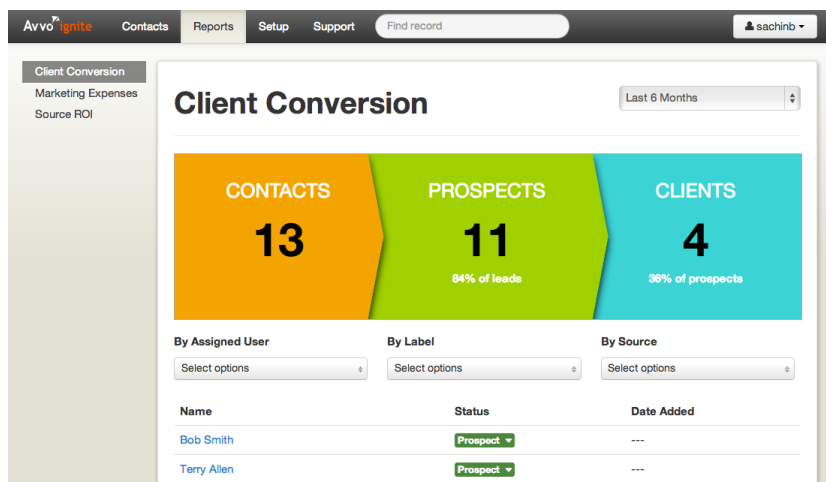 Avvo ignite Contacts Reports Setup Support Find record sachinb
Client Conversion
Marketing Expenses
Source ROI
Client Conversion
Last 6 Months
CONTACTS PROSPECTS CLIENTS
13 11 4
84% of leads 36% of prospects
By Assigned User By Label By Source
Select options Select options Select options
Name Status Date Added
Bob Smith Prospect ---
Terry Allen Prospect ---